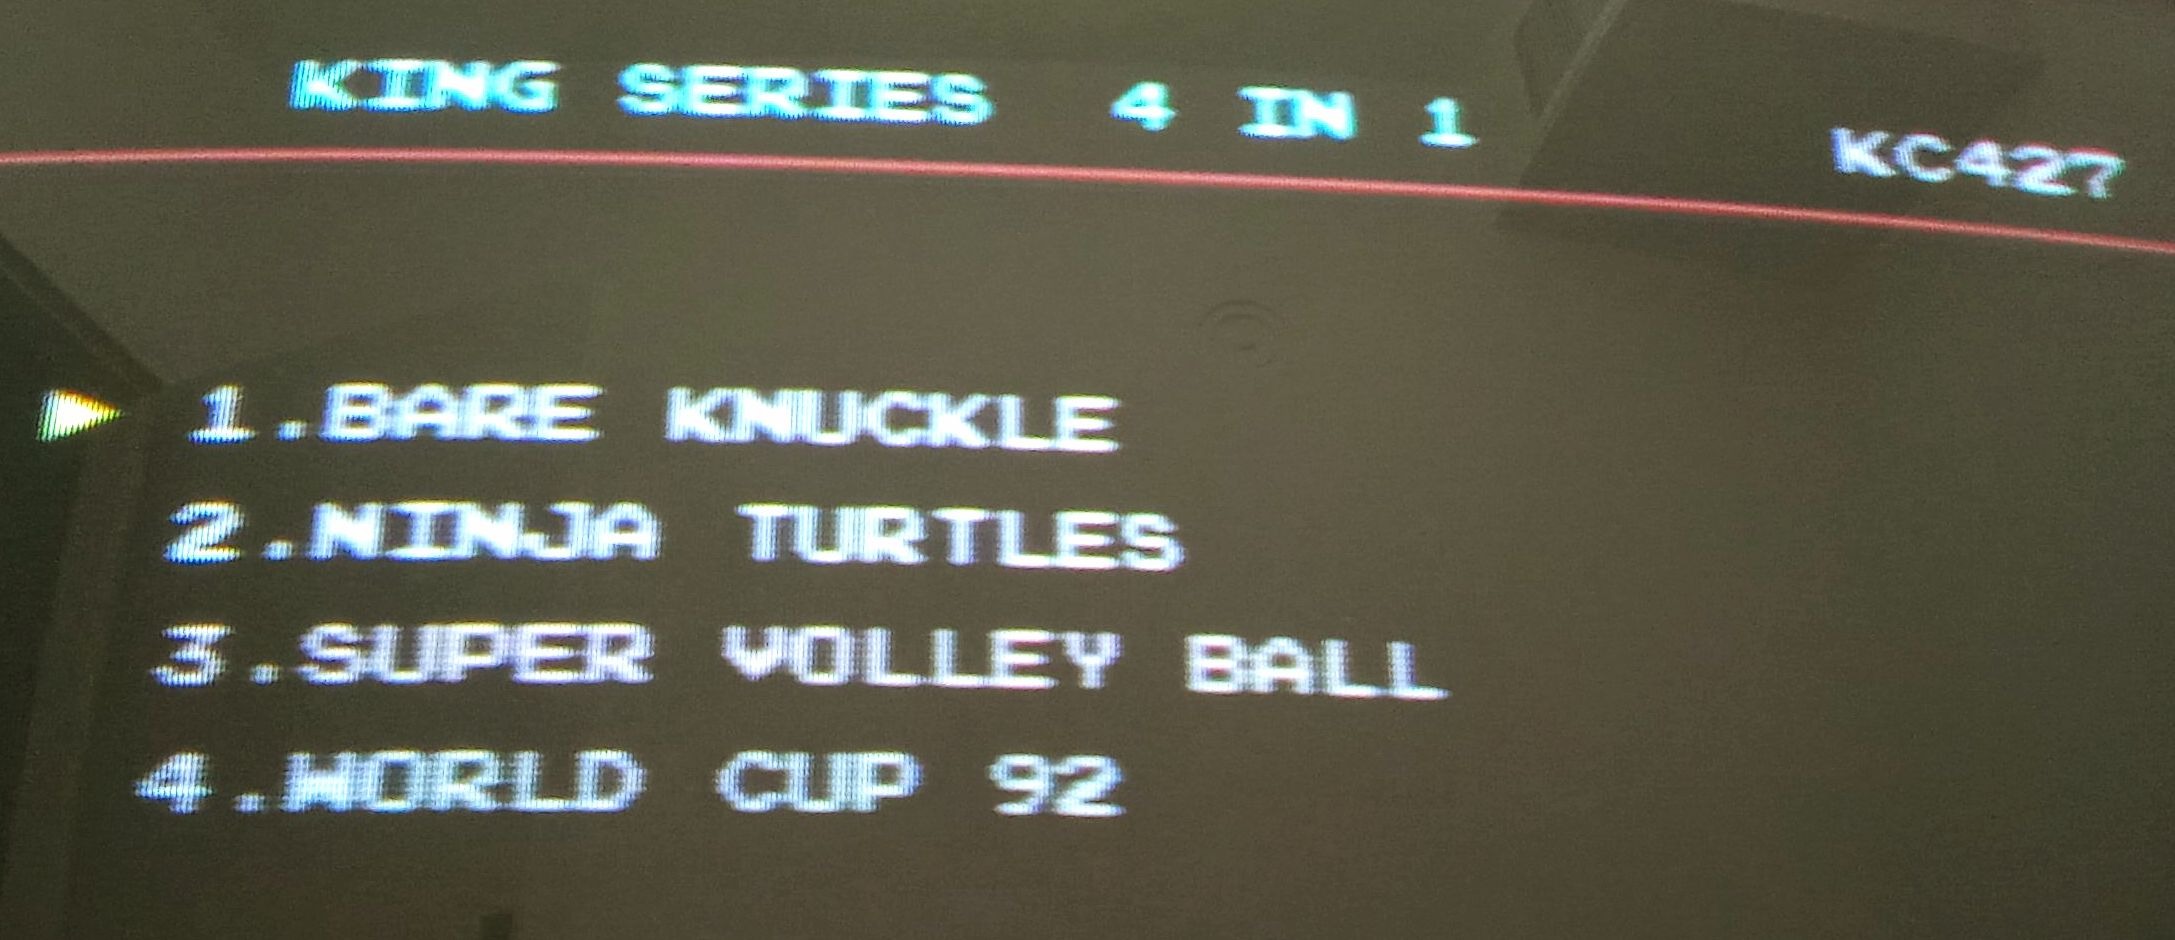 KING SERIES 4 IN 1
KC427
1.BARE KNUCKLE
2.NINJA TURTLES
3.SUPER VOLLEY BALL
4.WORLD CUP 92